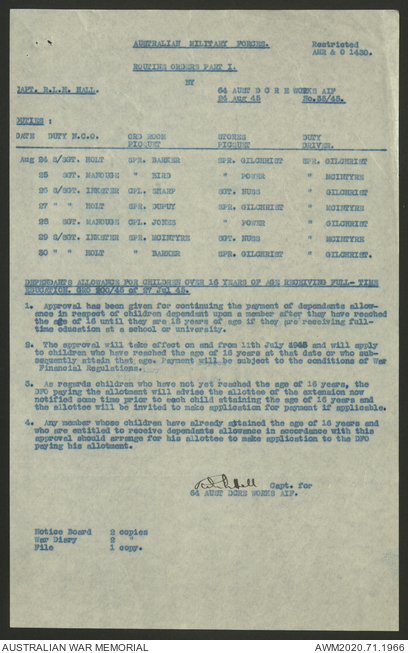 AUSTRALIAN MILITARY FORCES. Restricted
AMR & O 1430.
ROUTINE ORDERS PART I.
BY
CAPT. R.L.H. HALL. 64 AUST D C R E WORKS AIF
24 Aug 45 No.33/45.
DUTIES :
DATE DUTY N.C.O. ORD ROOM STORES DUTY
PICQUET PICQUET DRIVER.
Aug 24 S/SGT. HOLT SPR. BARKER SPR. GILCHRIST SPR. GILCHRIST
25 SGT. MANOUGE " BIRD " POWER " MCINTYRE
26 S/SGT. INKSTER CPL. SHARP SGT. NUSS " GILCHRIST
27 " " HOLT SPR. DUPUY SPR. GILCHRIST " MCINTYRE
28 SGT. MANOUGE CPL. JONES " POWER " GILCHRIST
29 S/SGT. INKSTER SPR. MCINTYRE SGT. NUSS " MCINTYRE
30 " " HOLT " BARKER SPR. GILCHRIST " GILCHRIST.
DEPENDANTS ALLOWANCE FOR CHILDREN OVER 16 YEARS OF AGE RECEIVING FULL- TIME
EDUCATION. GRO 200/45 of 27 Jul 45.
1. Approval has been given for continuing the payment of dependants allow-
ance in respect of children dependent upon a member after they have reached
the age of 16 until they are 18 years of age if they are receiving full-
time education at a school or university.
2. The approval will take effect on and from 11th July 1945 and will apply
to children who have reached the age of 16 years at that date or who sub-
sequently attain that age. Payment will be subject to the conditions of War
Financial Regulations.
3. As regards children who have not yet reached the age of 16 years, the
DFO paying the allotment will advise the allottee of the extension now
notified some time prior to each child attaining the age of 16 years and
the allottee will be invited to make application for payment if applicable.
4. Any member whose children have already attained the age of 16 years and
who are entitled to receive dependants allowance in accordance with this
approval should arrange for his allottee to make application to the DFO
paying his allotment.
Hall Capt. for
64 AUST DCRE WORKS AIF.
Notice Board 2 copies
War Diary 2 "
File 1 copy.
AUSTRALIAN WAR MEMORIAL AWM2020.71.1966